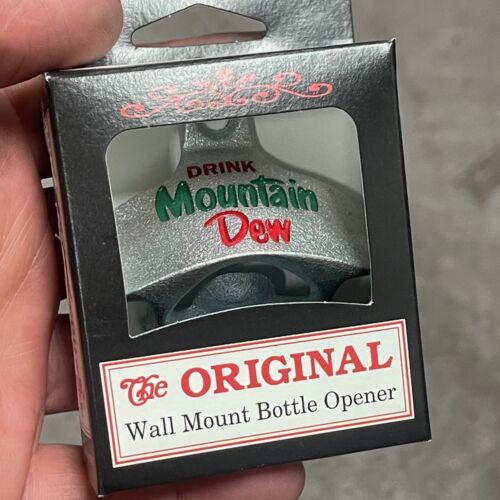 DRINK
Mountain
Dew
The ORIGINAL
Wall Mount Bottle Opener